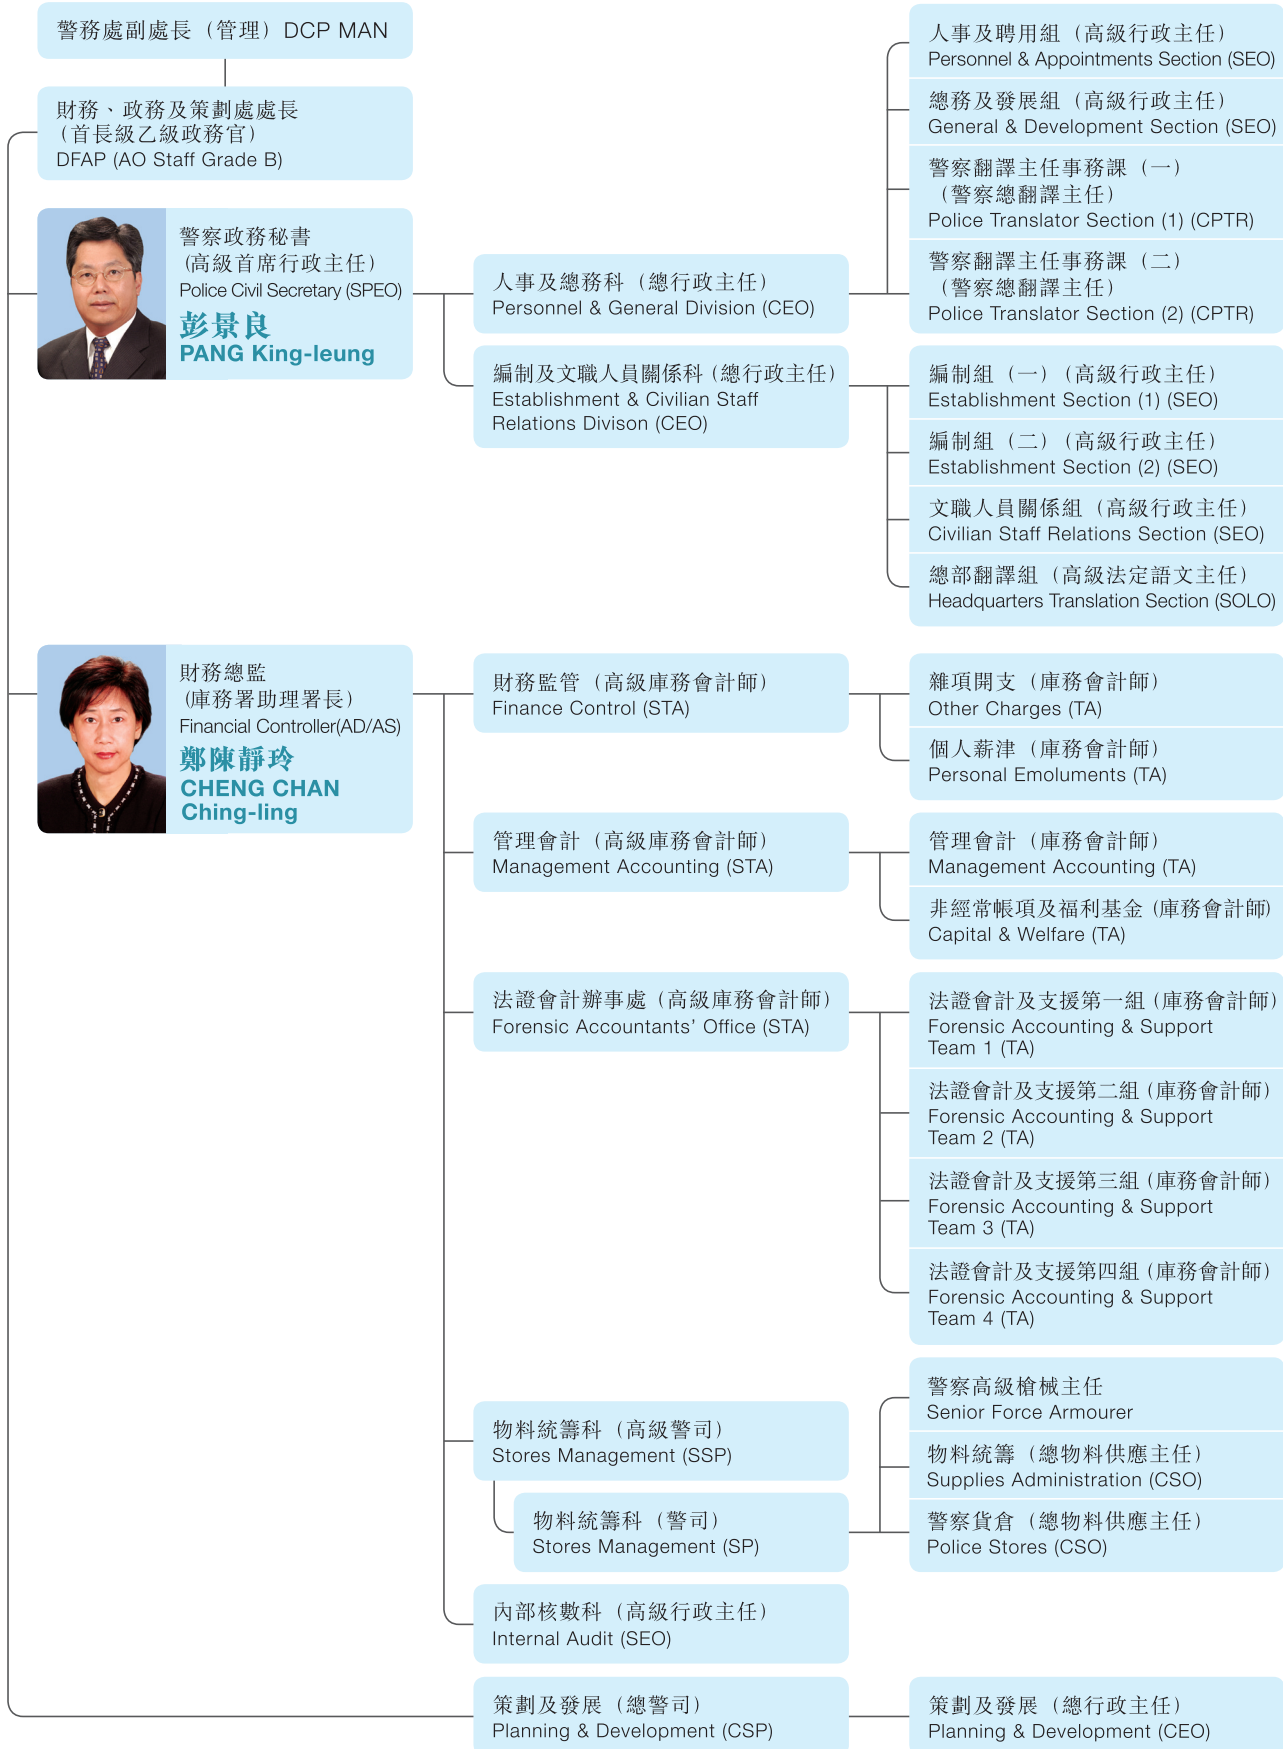 警務處副處長（管理）DCP MAN
財務、政務及策劃處處長
（首長級乙級政務官）
DFAP (AO Staff Grade B)
警察政務秘書
(高級首席行政主任）
Police Civil Secretary (SPEO)
彭景良
PANG King-leung
人事及總務科（總行政主任）
Personnel & General Division (CEO)
人事及聘用組（高級行政主任）
Personnel & Appointments Section (SEO)
總務及發展組（高級行政主任）
General & Development Section (SEO)
警察翻譯主任事務課（一）
（警察總翻譯主任）
Police Translator Section (1) (CPTR)
警察翻譯主任事務課（二）
（警察總翻譯主任）
Police Translator Section (2) (CPTR)
編制及文職人員關係科（總行政主任）
Establishment & Civilian Staff
Relations Divison (CEO)
編制組（一）（高級行政主任）
Establishment Section (1) (SEO)
編制組（二）（高級行政主任）
Establishment Section (2) (SEO)
文職人員關係組（高級行政主任）
Civilian Staff Relations Section (SEO)
總部翻譯組（高級法定語文主任）
Headquarters Translation Section (SOLO)
財務總監
(庫務署助理署長）
Financial Controller(AD/AS)
鄭陳靜玲
CHENG CHAN
Ching-ling
財務監管（高級庫務會計師）
Finance Control (STA)
雜項開支（庫務會計師）
Other Charges (TA)
個人薪津（庫務會計師）
Personal Emoluments (TA)
管理會計（高級庫務會計師）
Management Accounting (STA)
管理會計（庫務會計師）
Management Accounting (TA)
非經常帳項及福利基金（庫務會計師）
Capital & Welfare (TA)
法證會計辦事處（高級庫務會計師）
Forensic Accountants’ Office (STA)
法證會計及支援第一組（庫務會計師）
Forensic Accounting & Support
Team 1 (TA)
法證會計及支援第二組（庫務會計師）
Forensic Accounting & Support
Team 2 (TA)
法證會計及支援第三組（庫務會計師）
Forensic Accounting & Support
Team 3 (TA)
法證會計及支援第四組（庫務會計師）
Forensic Accounting & Support
Team 4 (TA)
物料統籌科（高級警司）
Stores Management (SSP)
物料統籌科（警司）
Stores Management (SP)
警察高級槍械主任
Senior Force Armourer
物料統籌（總物料供應主任）
Supplies Administration (CSO)
警察貨倉（總物料供應主任）
Police Stores (CSO)
內部核數科（高級行政主任）
Internal Audit (SEO)
策劃及發展（總警司）
Planning & Development (CSP)
策劃及發展（總行政主任）
Planning & Development (CEO)